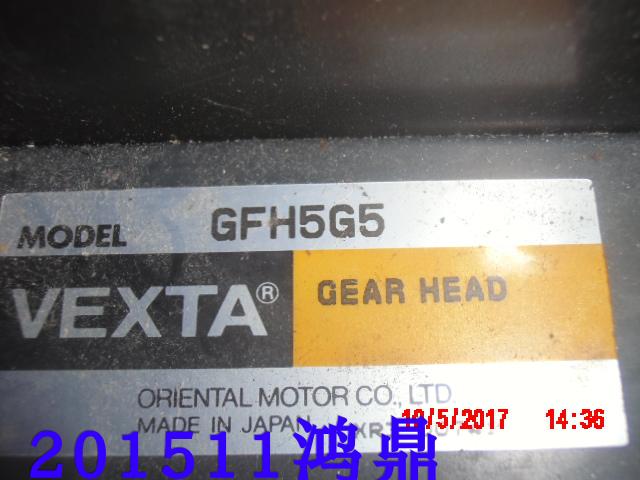 MODEL GFH5G5
VEXTA® GEAR HEAD
ORIENTAL MOTOR CO., LTD.
MADE IN JAPAN
10/5/2017 14:36
201511鸿鼎